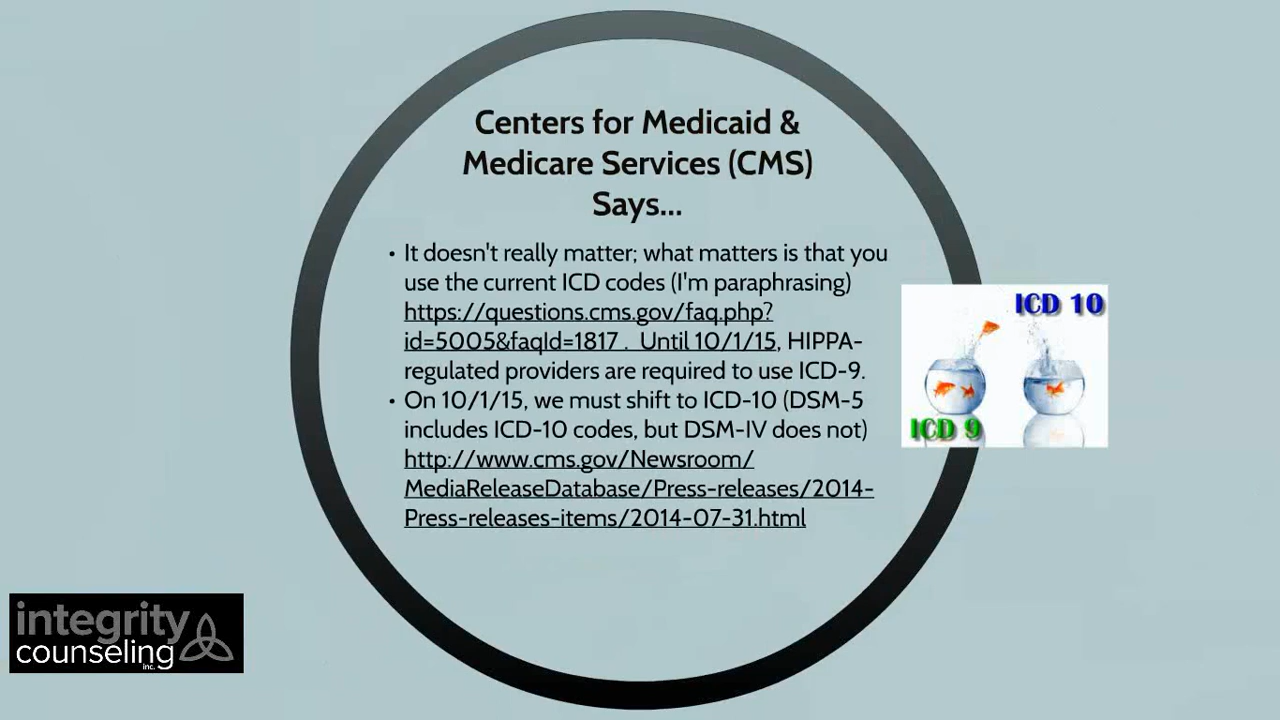 Centers for Medicaid &
Medicare Services (CMS)
Says...
• It doesn't really matter; what matters is that you
use the current ICD codes (I'm paraphrasing)
https://questions.cms.gov/faq.php?
id=5005&faqId=1817 .  Until 10/1/15, HIPPA-
regulated providers are required to use ICD-9.
• On 10/1/15, we must shift to ICD-10 (DSM-5
includes ICD-10 codes, but DSM-IV does not)
http://www.cms.gov/Newsroom/
MediaReleaseDatabase/Press-releases/2014-
Press-releases-items/2014-07-31.html
ICD 10
ICD 9
integrity
counseling
inc.